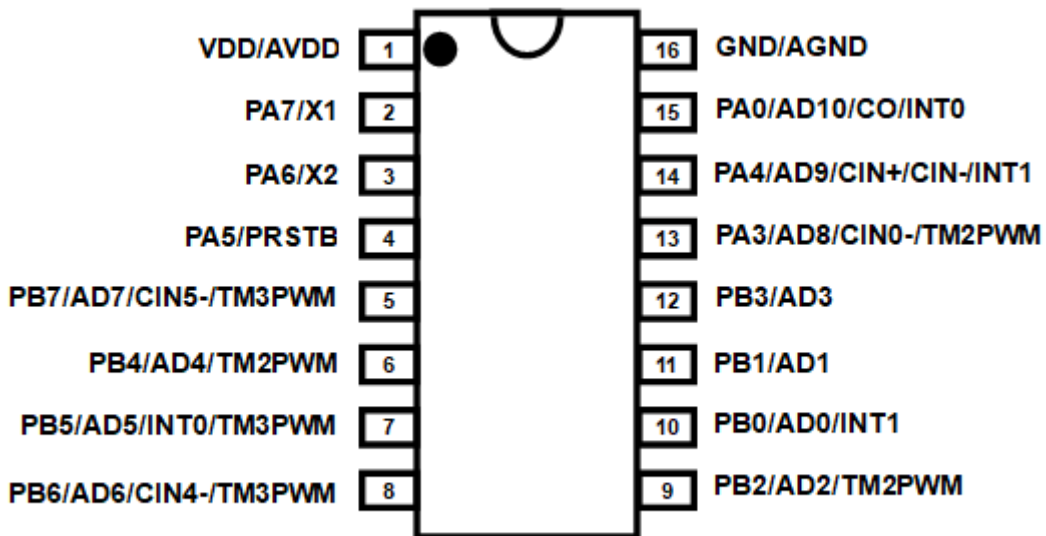 VDD/AVDD 1 16 GND/AGND
PA7/X1 2 15 PA0/AD10/CO/INT0
PA6/X2 3 14 PA4/AD9/CIN+/CIN-/INT1
PA5/PRSTB 4 13 PA3/AD8/CIN0-/TM2PWM
PB7/AD7/CIN5-/TM3PWM 5 12 PB3/AD3
PB4/AD4/TM2PWM 6 11 PB1/AD1
PB5/AD5/INT0/TM3PWM 7 10 PB0/AD0/INT1
PB6/AD6/CIN4-/TM3PWM 8 9 PB2/AD2/TM2PWM